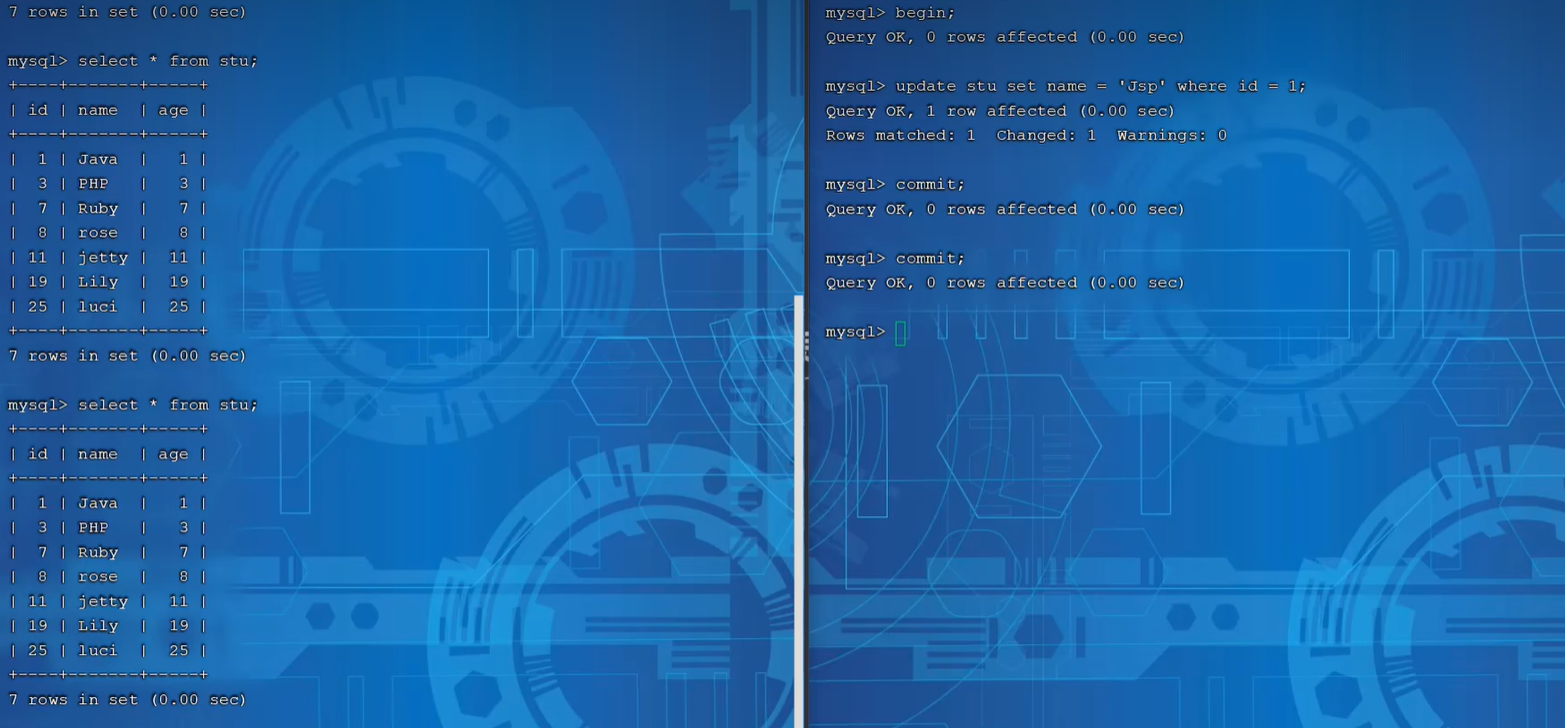 7 rows in set (0.00 sec)
mysql> select * from stu;
+----+-------+-----+
| id | name  | age |
+----+-------+-----+
|  1 | Java  |   1 |
|  3 | PHP   |   3 |
|  7 | Ruby  |   7 |
|  8 | rose  |   8 |
| 11 | jetty |  11 |
| 19 | Lily  |  19 |
| 25 | luci  |  25 |
+----+-------+-----+
7 rows in set (0.00 sec)
mysql> select * from stu;
+----+-------+-----+
| id | name  | age |
+----+-------+-----+
|  1 | Java  |   1 |
|  3 | PHP   |   3 |
|  7 | Ruby  |   7 |
|  8 | rose  |   8 |
| 11 | jetty |  11 |
| 19 | Lily  |  19 |
| 25 | luci  |  25 |
+----+-------+-----+
7 rows in set (0.00 sec)
mysql> begin;
Query OK, 0 rows affected (0.00 sec)
mysql> update stu set name = 'Jsp' where id = 1;
Query OK, 1 row affected (0.00 sec)
Rows matched: 1  Changed: 1  Warnings: 0
mysql> commit;
Query OK, 0 rows affected (0.00 sec)
mysql> commit;
Query OK, 0 rows affected (0.00 sec)
mysql>